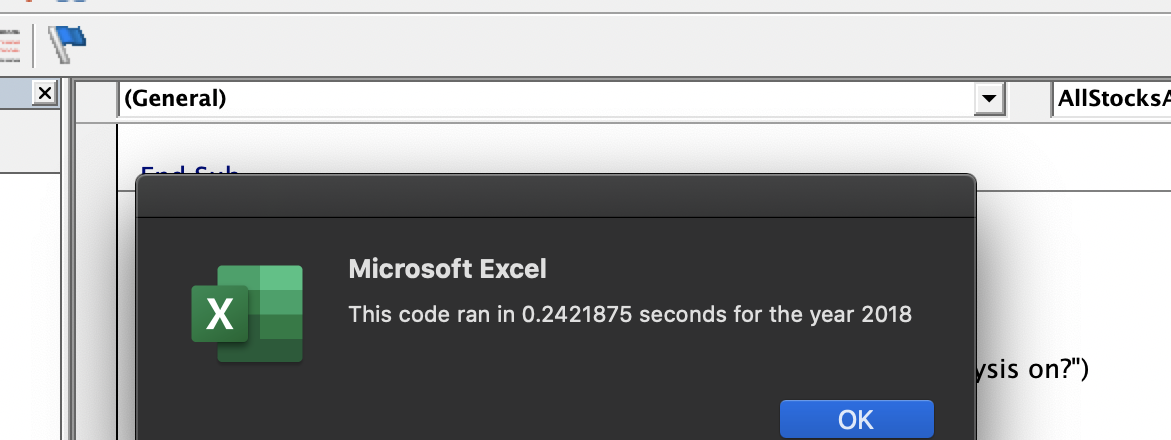 (General)
AllStocksA
End Sub
Microsoft Excel
X
This code ran in 0.2421875 seconds for the year 2018
ysis on?")
OK